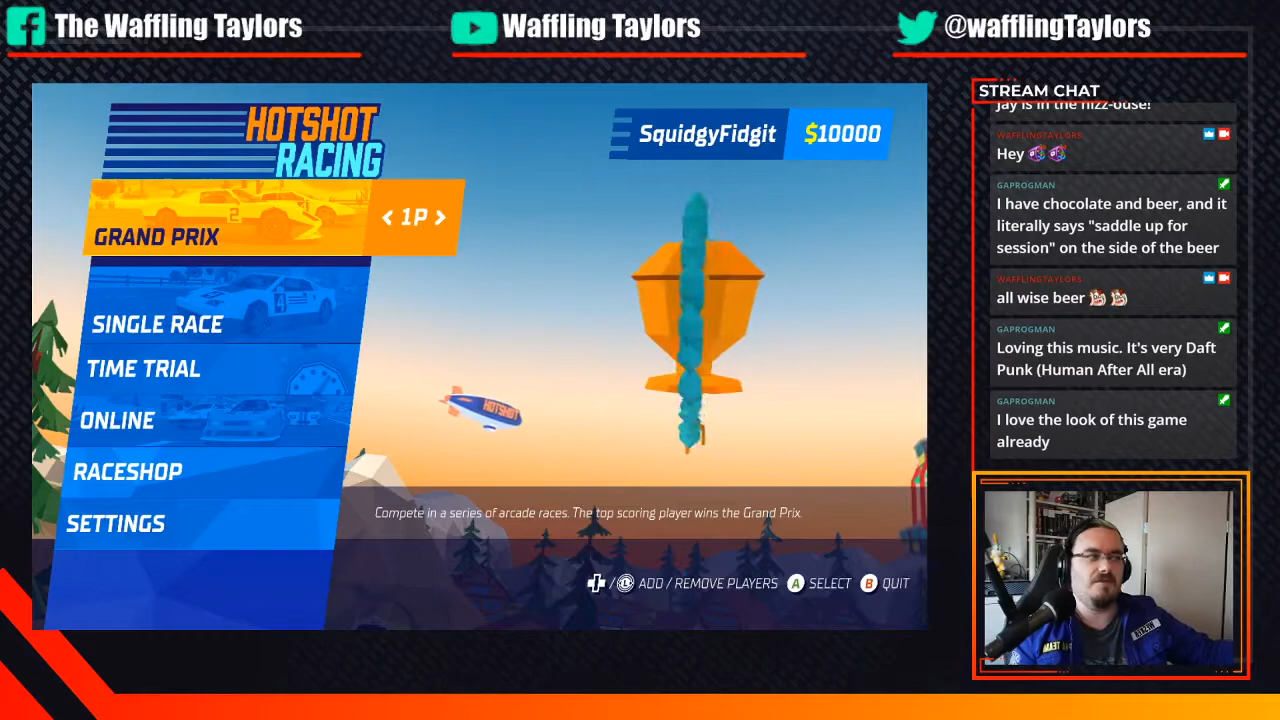 The Waffling Taylors
Waffling Taylors
@wafflingTaylors
HOTSHOT
RACING
SquidgyFidgit
$10000
GRAND PRIX
< 1P >
SINGLE RACE
TIME TRIAL
ONLINE
RACESHOP
SETTINGS
HOTSHOT
2
4
Compete in a series of arcade races. The top scoring player wins the Grand Prix.
/ ADD / REMOVE PLAYERS
A SELECT
B QUIT
STREAM CHAT
Jay is in the hizz-ouse!
WAFFLINGTAYLORS
Hey
GAPROGMAN
I have chocolate and beer, and it
literally says "saddle up for
session" on the side of the beer
WAFFLINGTAYLORS
all wise beer
GAPROGMAN
Loving this music. It's very Daft
Punk (Human After All era)
GAPROGMAN
I love the look of this game
already